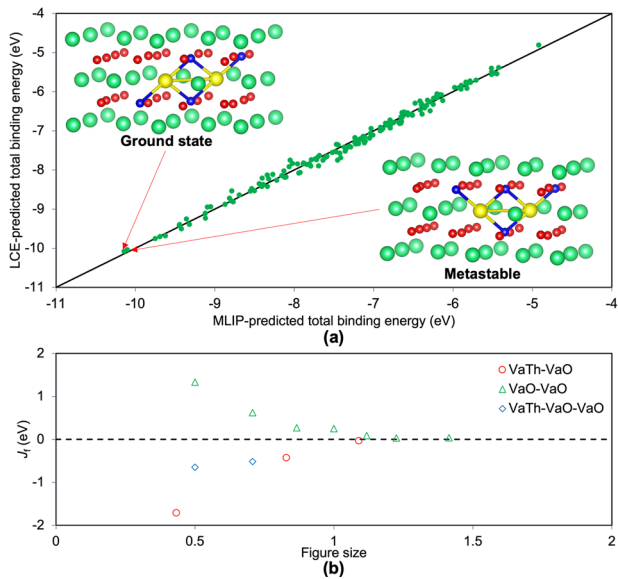 -4
-5
-6
-7
-8
-9
-10
-11
LCE-predicted total binding energy (eV)
Ground state
Metastable
-11 -10 -9 -8 -7 -6 -5 -4
MLIP-predicted total binding energy (eV)
(a)
2
1
0
-1
-2
Jf (eV)
VaTh-VaO
VaO-VaO
VaTh-VaO-VaO
0 0.5 1 1.5 2
Figure size
(b)